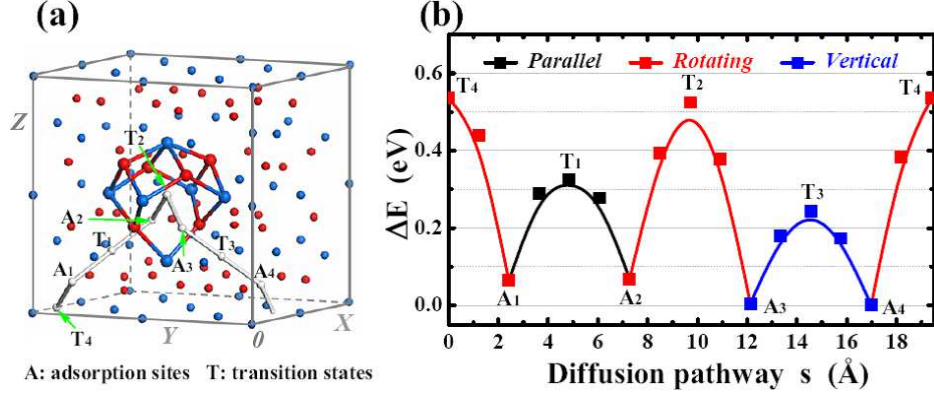 (a)
Z
T2
A2
T1
A1
A3
T3
A4
T4
Y
0
X
A: adsorption sites T: transition states
(b)
ΔE (eV)
0.6
0.4
0.2
0.0
Parallel Rotating Vertical
T4
T1
T2
T3
T4
A1
A2
A3
A4
0 2 4 6 8 10 12 14 16 18
Diffusion pathway s (Å)